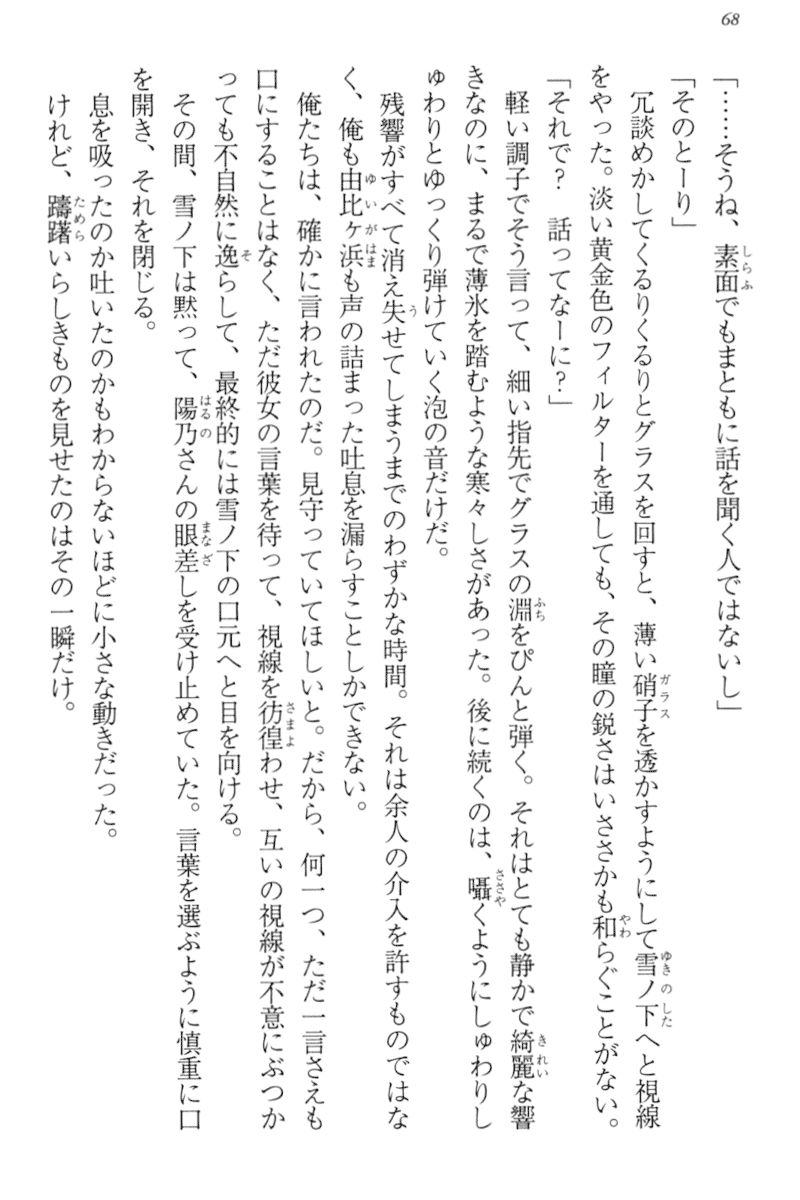 68
「……そうね、素面でもまともに話を聞く人ではないし」
「そのとーり」
冗談めかしてくるりくるりとグラスを回すと、薄い硝子を透かすようにして雪ノ下へと視線
をやった。淡い黄金色のフィルターを通しても、その瞳の鋭さはいささかも和らぐことがない。
「それで？　話ってなーに？」
軽い調子でそう言って、細い指先でグラスの淵をぴんと弾く。それはとても静かで綺麗な響
きなのに、まるで薄氷を踏むような寒々しさがあった。後に続くのは、囁くようにしゅわりし
ゅわりとゆっくり弾けていく泡の音だけだ。
残響がすべて消え失せてしまうまでのわずかな時間。それは余人の介入を許すものではな
く、俺も由比ヶ浜も声の詰まった吐息を漏らすことしかできない。
俺たちは、確かに言われたのだ。見守っていてほしいと。だから、何一つ、ただ一言さえも
口にすることはなく、ただ彼女の言葉を待って、視線を彷徨わせ、互いの視線が不意にぶつか
っても不自然に逸らして、最終的には雪ノ下の口元へと目を向ける。
その間、雪ノ下は黙って、陽乃さんの眼差しを受け止めていた。言葉を選ぶように慎重に口
を開き、それを閉じる。
息を吸ったのか吐いたのかもわからないほどに小さな動きだった。
けれど、躊躇いらしきものを見せたのはその一瞬だけ。